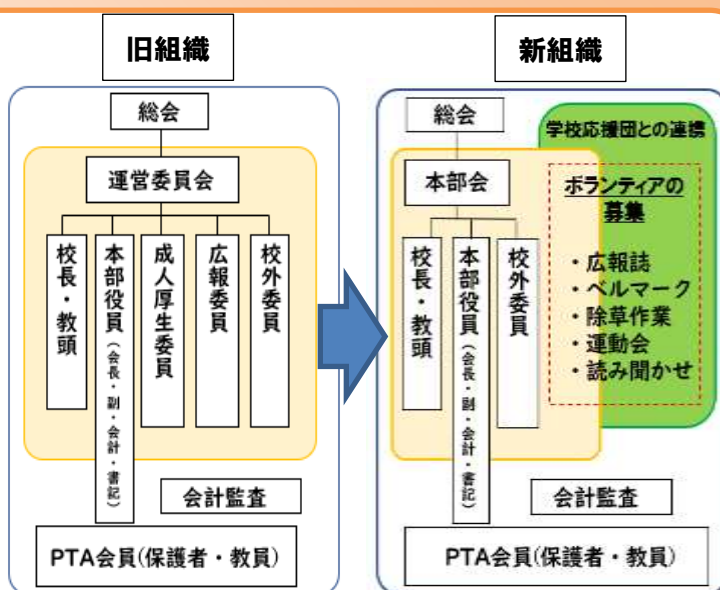 旧組織
総会
運営委員会
校長・教頭
本部役員(会長・副・会計・書記)
成人厚生委員
広報委員
校外委員
会計監査
PTA会員(保護者・教員)
新組織
総会
本部会
校長・教頭
本部役員(会長・副・会計・書記)
校外委員
学校応援団との連携
ボランティアの
募集
・広報誌
・ベルマーク
・除草作業
・運動会
・読み聞かせ
会計監査
PTA会員(保護者・教員)